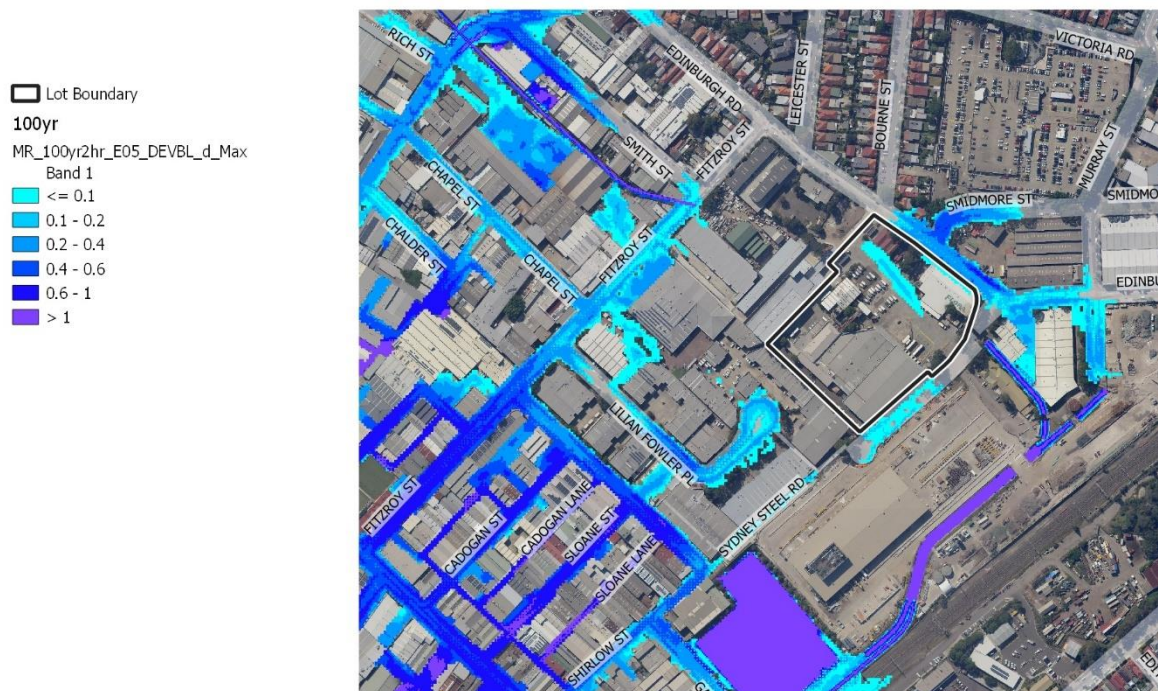 Lot Boundary
100yr
MR_100yr2hr_E05_DEVBL_d_Max
Band 1
<= 0.1
0.1 - 0.2
0.2 - 0.4
0.4 - 0.6
0.6 - 1
> 1
RICH ST
EDINBURGH RD
LEICESTER ST
BOURNE ST
VICTORIA RD
MURRAY ST
SMITH ST
FITZROY ST
CHAPEL ST
SMIDMORE ST
SMIDMO
CHALDER ST
CHAPEL ST
FITZROY ST
EDINBU
LILIAN FOWLER PL
FITZROY ST
CADOGAN ST
CADOGAN LANE
SLOANE ST
SLOANE LANE
SYDNEY STEEL RD
SHIRLOW ST